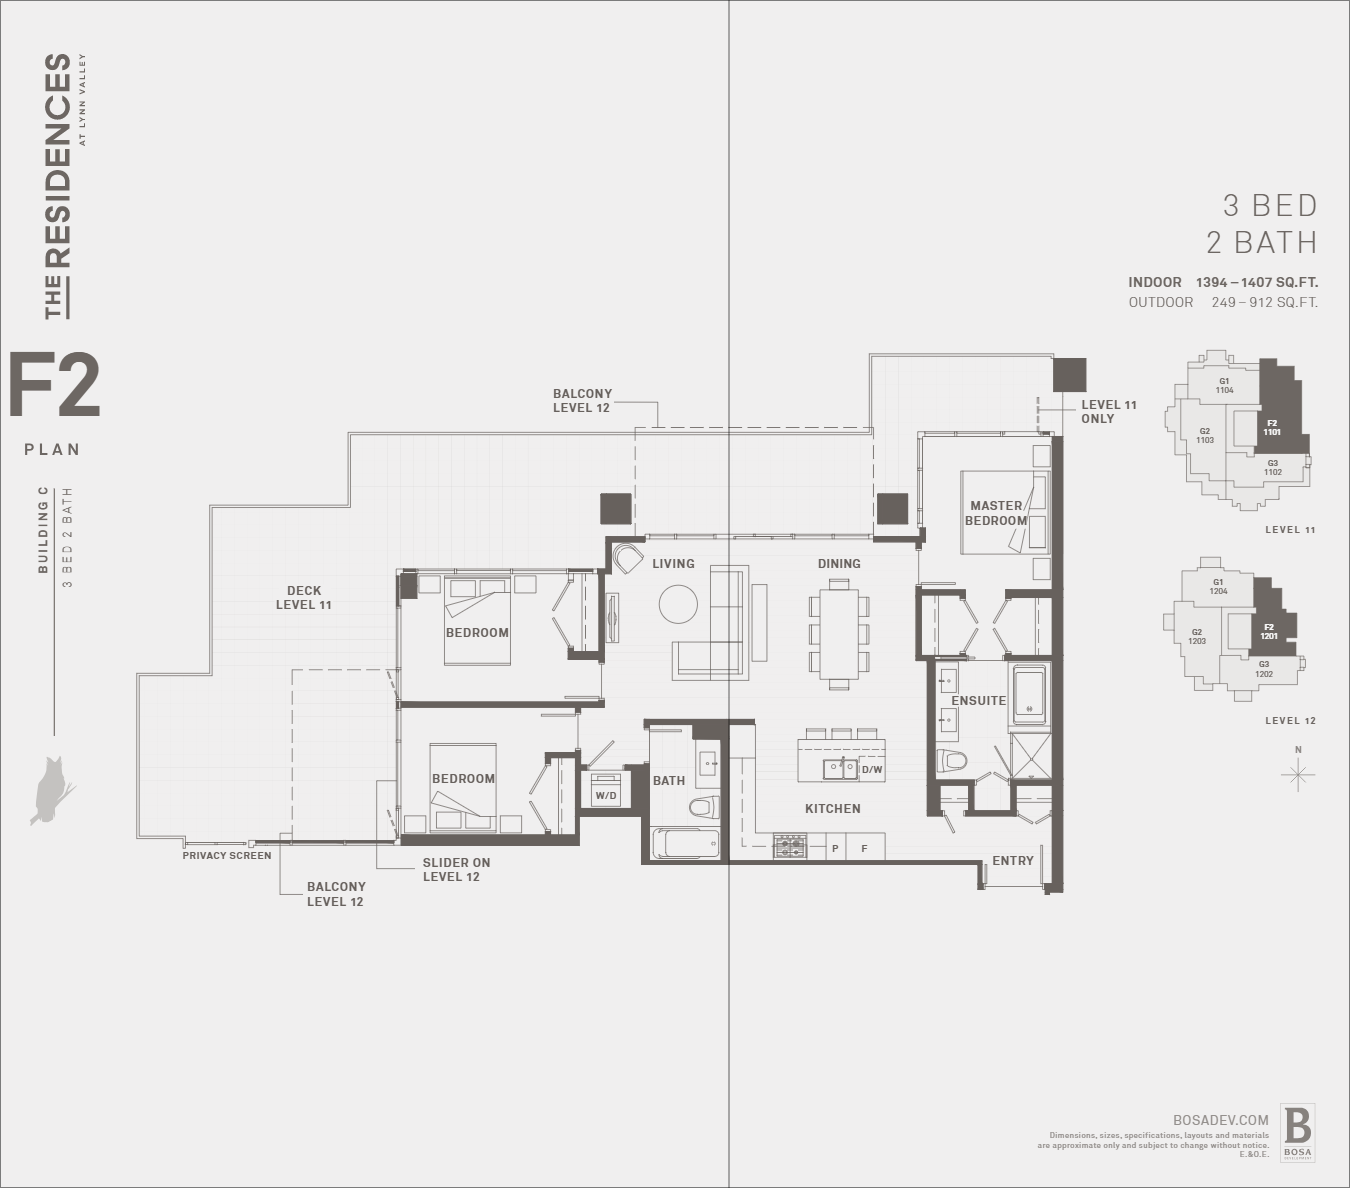 THE RESIDENCES
AT LYNN VALLEY
F2
PLAN
BUILDING C
3 BED 2 BATH
3 BED
2 BATH
INDOOR 1394 – 1407 SQ.FT.
OUTDOOR 249 – 912 SQ.FT.
BALCONY
LEVEL 12
LEVEL 11
ONLY
MASTER
BEDROOM
LIVING
DINING
DECK
LEVEL 11
BEDROOM
ENSUITE
BEDROOM
BATH
W/D
D/W
KITCHEN
P
F
ENTRY
PRIVACY SCREEN
SLIDER ON
LEVEL 12
BALCONY
LEVEL 12
G1
1104
F2
1101
G2
1103
G3
1102
LEVEL 11
G1
1204
F2
1201
G2
1203
G3
1202
LEVEL 12
N
BOSADEV.COM
Dimensions, sizes, specifications, layouts and materials
are approximate only and subject to change without notice.
E.&O.E.
B
BOSA
DEVELOPMENT